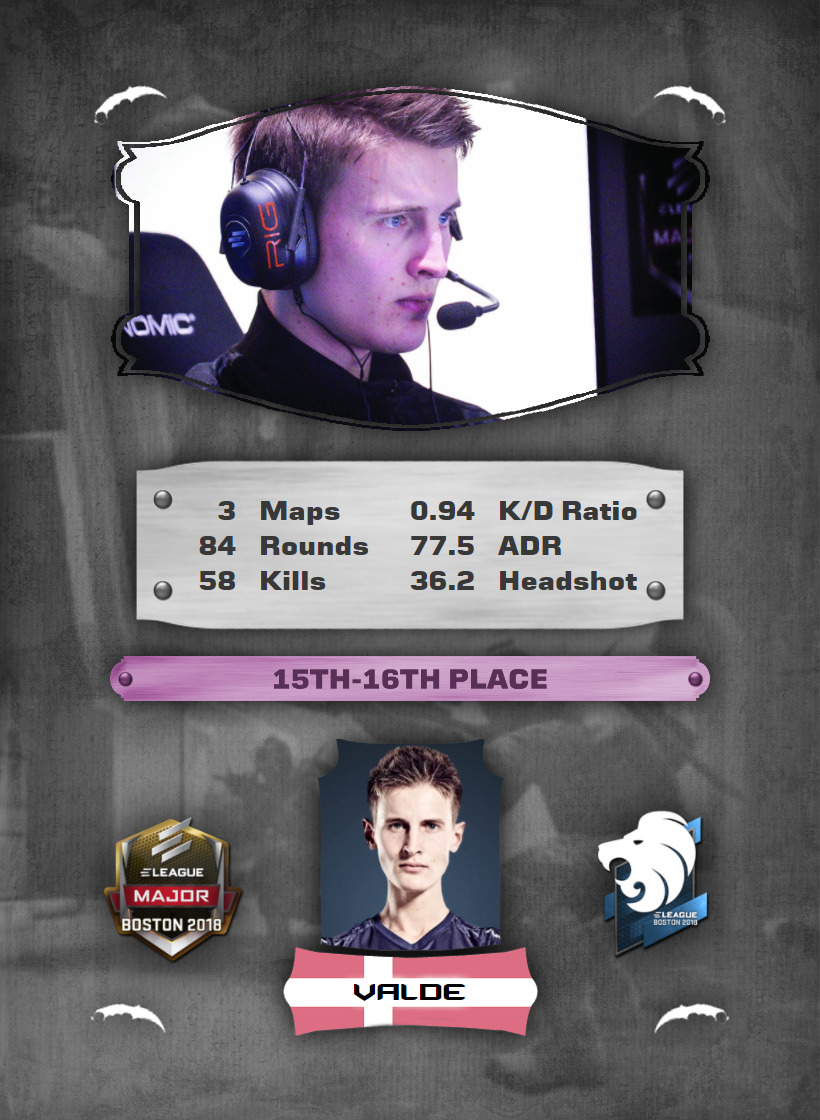 RIG
NOMIC
3 Maps 0.94 K/D Ratio
84 Rounds 77.5 ADR
58 Kills 36.2 Headshot
15TH-16TH PLACE
ELEAGUE
MAJOR
BOSTON 2018
ELEAGUE
BOSTON 2018
VALDE